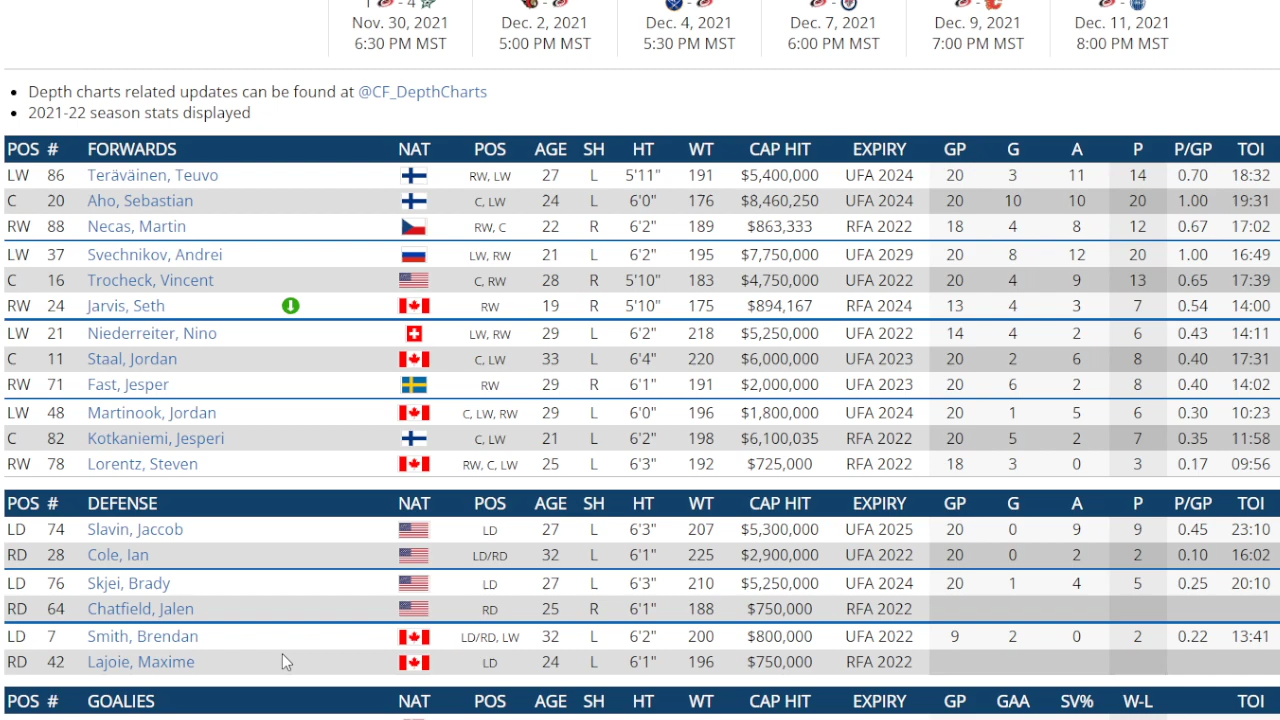 1 - 4
Nov. 30, 2021 Dec. 2, 2021 Dec. 4, 2021 Dec. 7, 2021 Dec. 9, 2021 Dec. 11, 2021
6:30 PM MST 5:00 PM MST 5:30 PM MST 6:00 PM MST 7:00 PM MST 8:00 PM MST
• Depth charts related updates can be found at @CF_DepthCharts
• 2021-22 season stats displayed
POS # FORWARDS NAT POS AGE SH HT WT CAP HIT EXPIRY GP G A P P/GP TOI
LW 86 Teräväinen, Teuvo RW, LW 27 L 5'11" 191 $5,400,000 UFA 2024 20 3 11 14 0.70 18:32
C 20 Aho, Sebastian C, LW 24 L 6'0" 176 $8,460,250 UFA 2024 20 10 10 20 1.00 19:31
RW 88 Necas, Martin RW, C 22 R 6'2" 189 $863,333 RFA 2022 18 4 8 12 0.67 17:02
LW 37 Svechnikov, Andrei LW, RW 21 L 6'2" 195 $7,750,000 UFA 2029 20 8 12 20 1.00 16:49
C 16 Trocheck, Vincent C, RW 28 R 5'10" 183 $4,750,000 UFA 2022 20 4 9 13 0.65 17:39
RW 24 Jarvis, Seth RW 19 R 5'10" 175 $894,167 RFA 2024 13 4 3 7 0.54 14:00
LW 21 Niederreiter, Nino LW, RW 29 L 6'2" 218 $5,250,000 UFA 2022 14 4 2 6 0.43 14:11
C 11 Staal, Jordan C, LW 33 L 6'4" 220 $6,000,000 UFA 2023 20 2 6 8 0.40 17:31
RW 71 Fast, Jesper RW 29 R 6'1" 191 $2,000,000 UFA 2023 20 6 2 8 0.40 14:02
LW 48 Martinook, Jordan C, LW, RW 29 L 6'0" 196 $1,800,000 UFA 2024 20 1 5 6 0.30 10:23
C 82 Kotkaniemi, Jesperi C, LW 21 L 6'2" 198 $6,100,035 RFA 2022 20 5 2 7 0.35 11:58
RW 78 Lorentz, Steven RW, C, LW 25 L 6'3" 192 $725,000 RFA 2022 18 3 0 3 0.17 09:56
POS # DEFENSE NAT POS AGE SH HT WT CAP HIT EXPIRY GP G A P P/GP TOI
LD 74 Slavin, Jaccob LD 27 L 6'3" 207 $5,300,000 UFA 2025 20 0 9 9 0.45 23:10
RD 28 Cole, Ian LD/RD 32 L 6'1" 225 $2,900,000 UFA 2022 20 0 2 2 0.10 16:02
LD 76 Skjei, Brady LD 27 L 6'3" 210 $5,250,000 UFA 2024 20 1 4 5 0.25 20:11
RD 64 Chatfield, Jalen RD 25 R 6'1" 188 $750,000 RFA 2022
LD 7 Smith, Brendan LD/RD, LW 32 L 6'2" 200 $800,000 UFA 2022 9 2 0 2 0.22 13:41
RD 42 Lajoie, Maxime LD 24 L 6'1" 196 $750,000 RFA 2022
POS # GOALIES NAT POS AGE SH HT WT CAP HIT EXPIRY GP GAA SV% W-L TOI